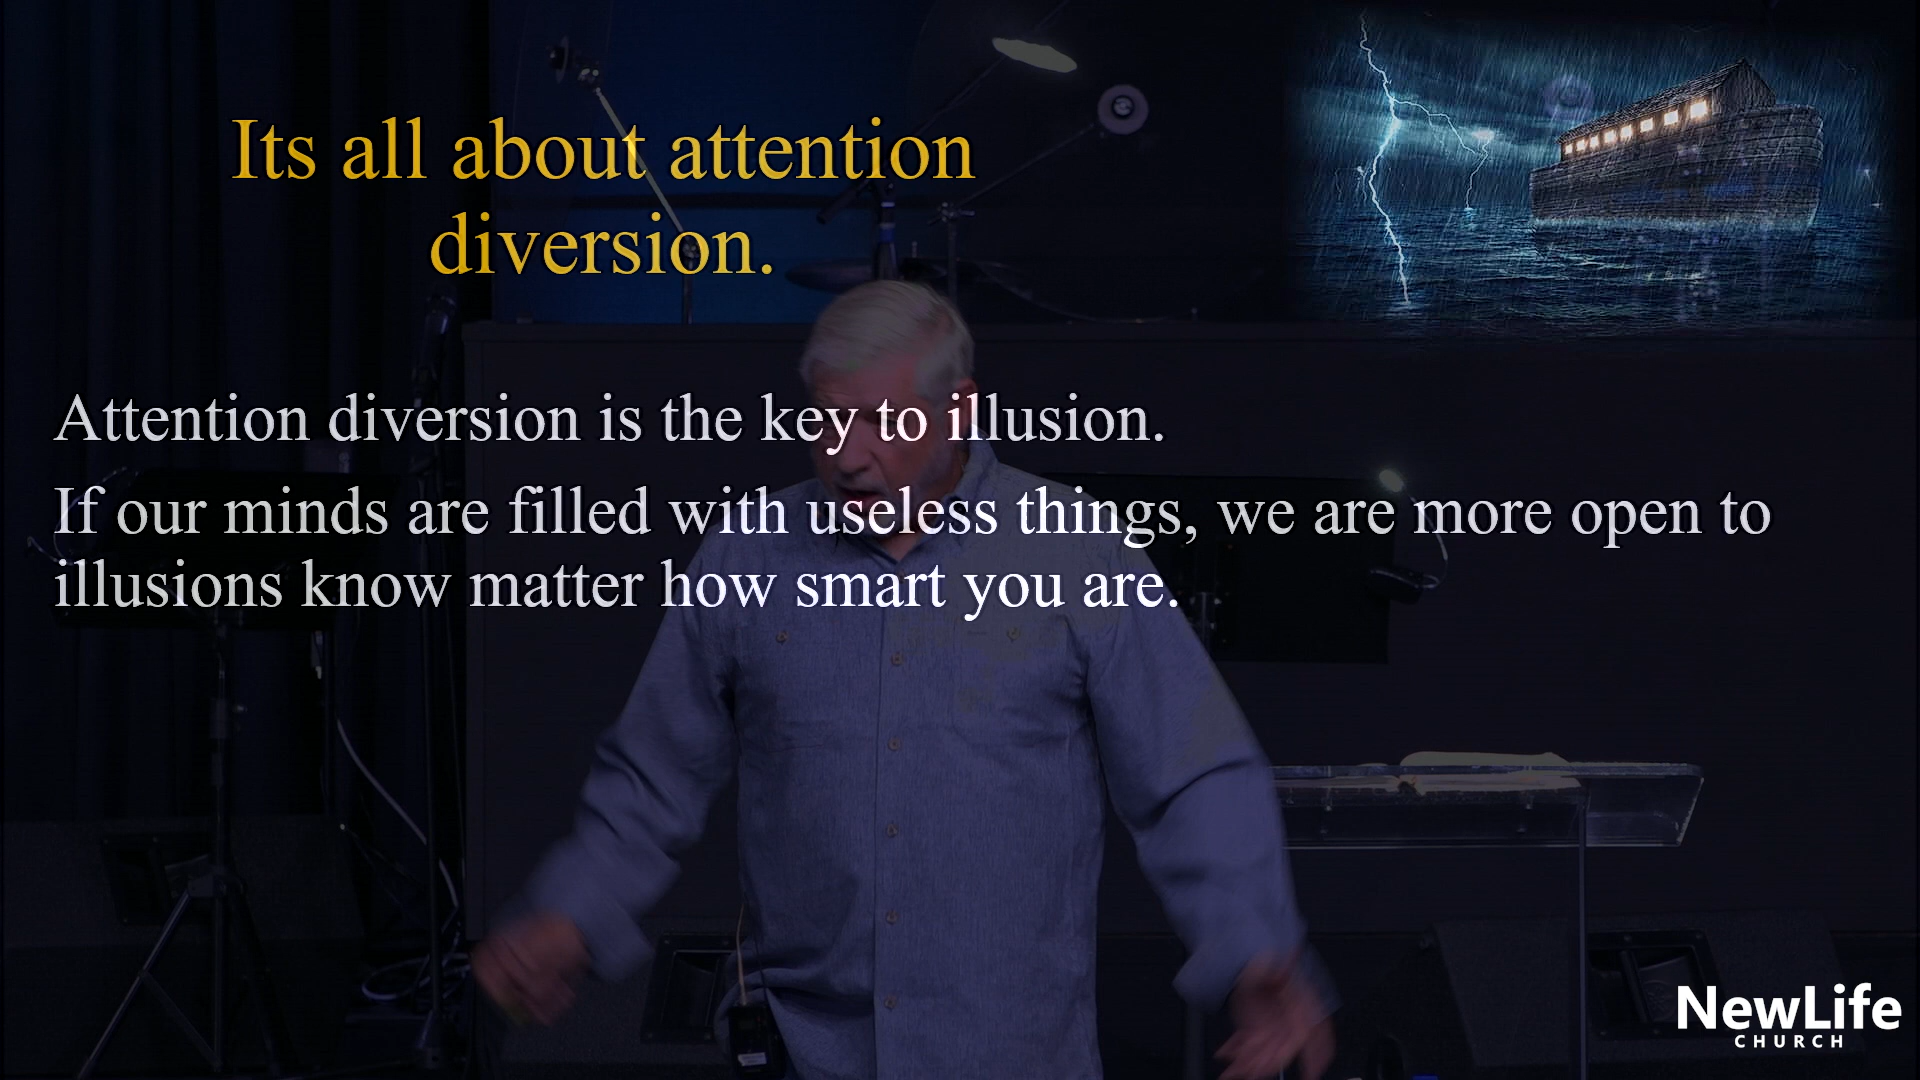 Its all about attention
diversion.
Attention diversion is the key to illusion.
If our minds are filled with useless things, we are more open to
illusions know matter how smart you are.
NewLife
CHURCH